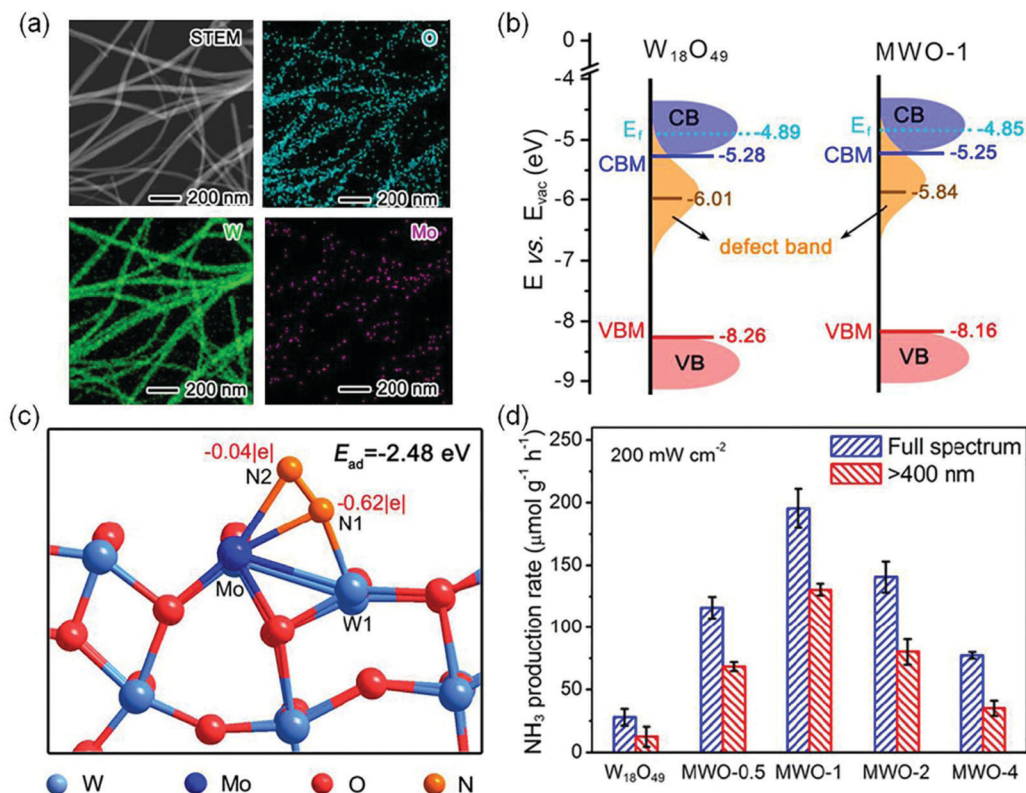 (a)
STEM
200 nm
O
200 nm
W
200 nm
Mo
200 nm
(b)
W₁₈O₄₉
MWO-1
E vs. E_vac (eV)
0
-4
-5
-6
-7
-8
-9
CB
E_f
-4.89
CBM
-5.28
-6.01
defect band
VBM
-8.26
VB
CB
E_f
-4.85
CBM
-5.25
-5.84
VBM
-8.16
VB
(c)
E_ad=-2.48 eV
-0.04|e|
N2
-0.62|e|
N1
Mo
W1
W
Mo
O
N
(d)
200 mW cm⁻²
Full spectrum
>400 nm
NH₃ production rate (μmol g⁻¹ h⁻¹)
250
200
150
100
50
0
W₁₈O₄₉ MWO-0.5 MWO-1 MWO-2 MWO-4